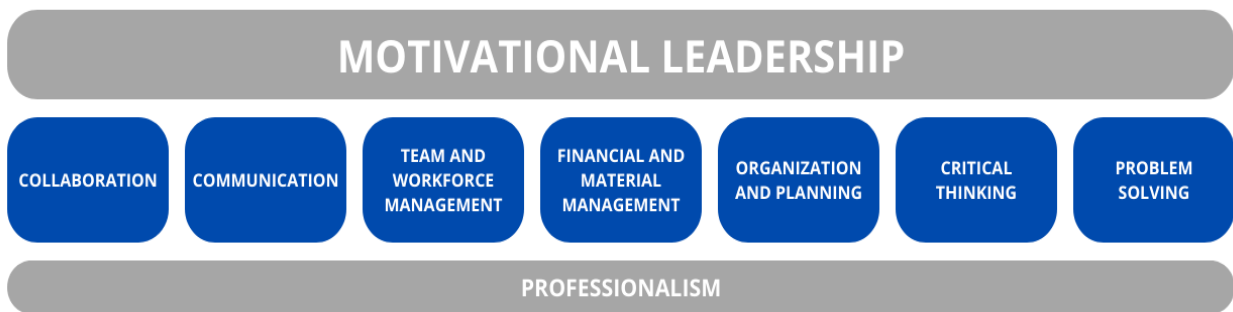 MOTIVATIONAL LEADERSHIP
COLLABORATION
COMMUNICATION
TEAM AND
WORKFORCE
MANAGEMENT
FINANCIAL AND
MATERIAL
MANAGEMENT
ORGANIZATION
AND PLANNING
CRITICAL
THINKING
PROBLEM
SOLVING
PROFESSIONALISM